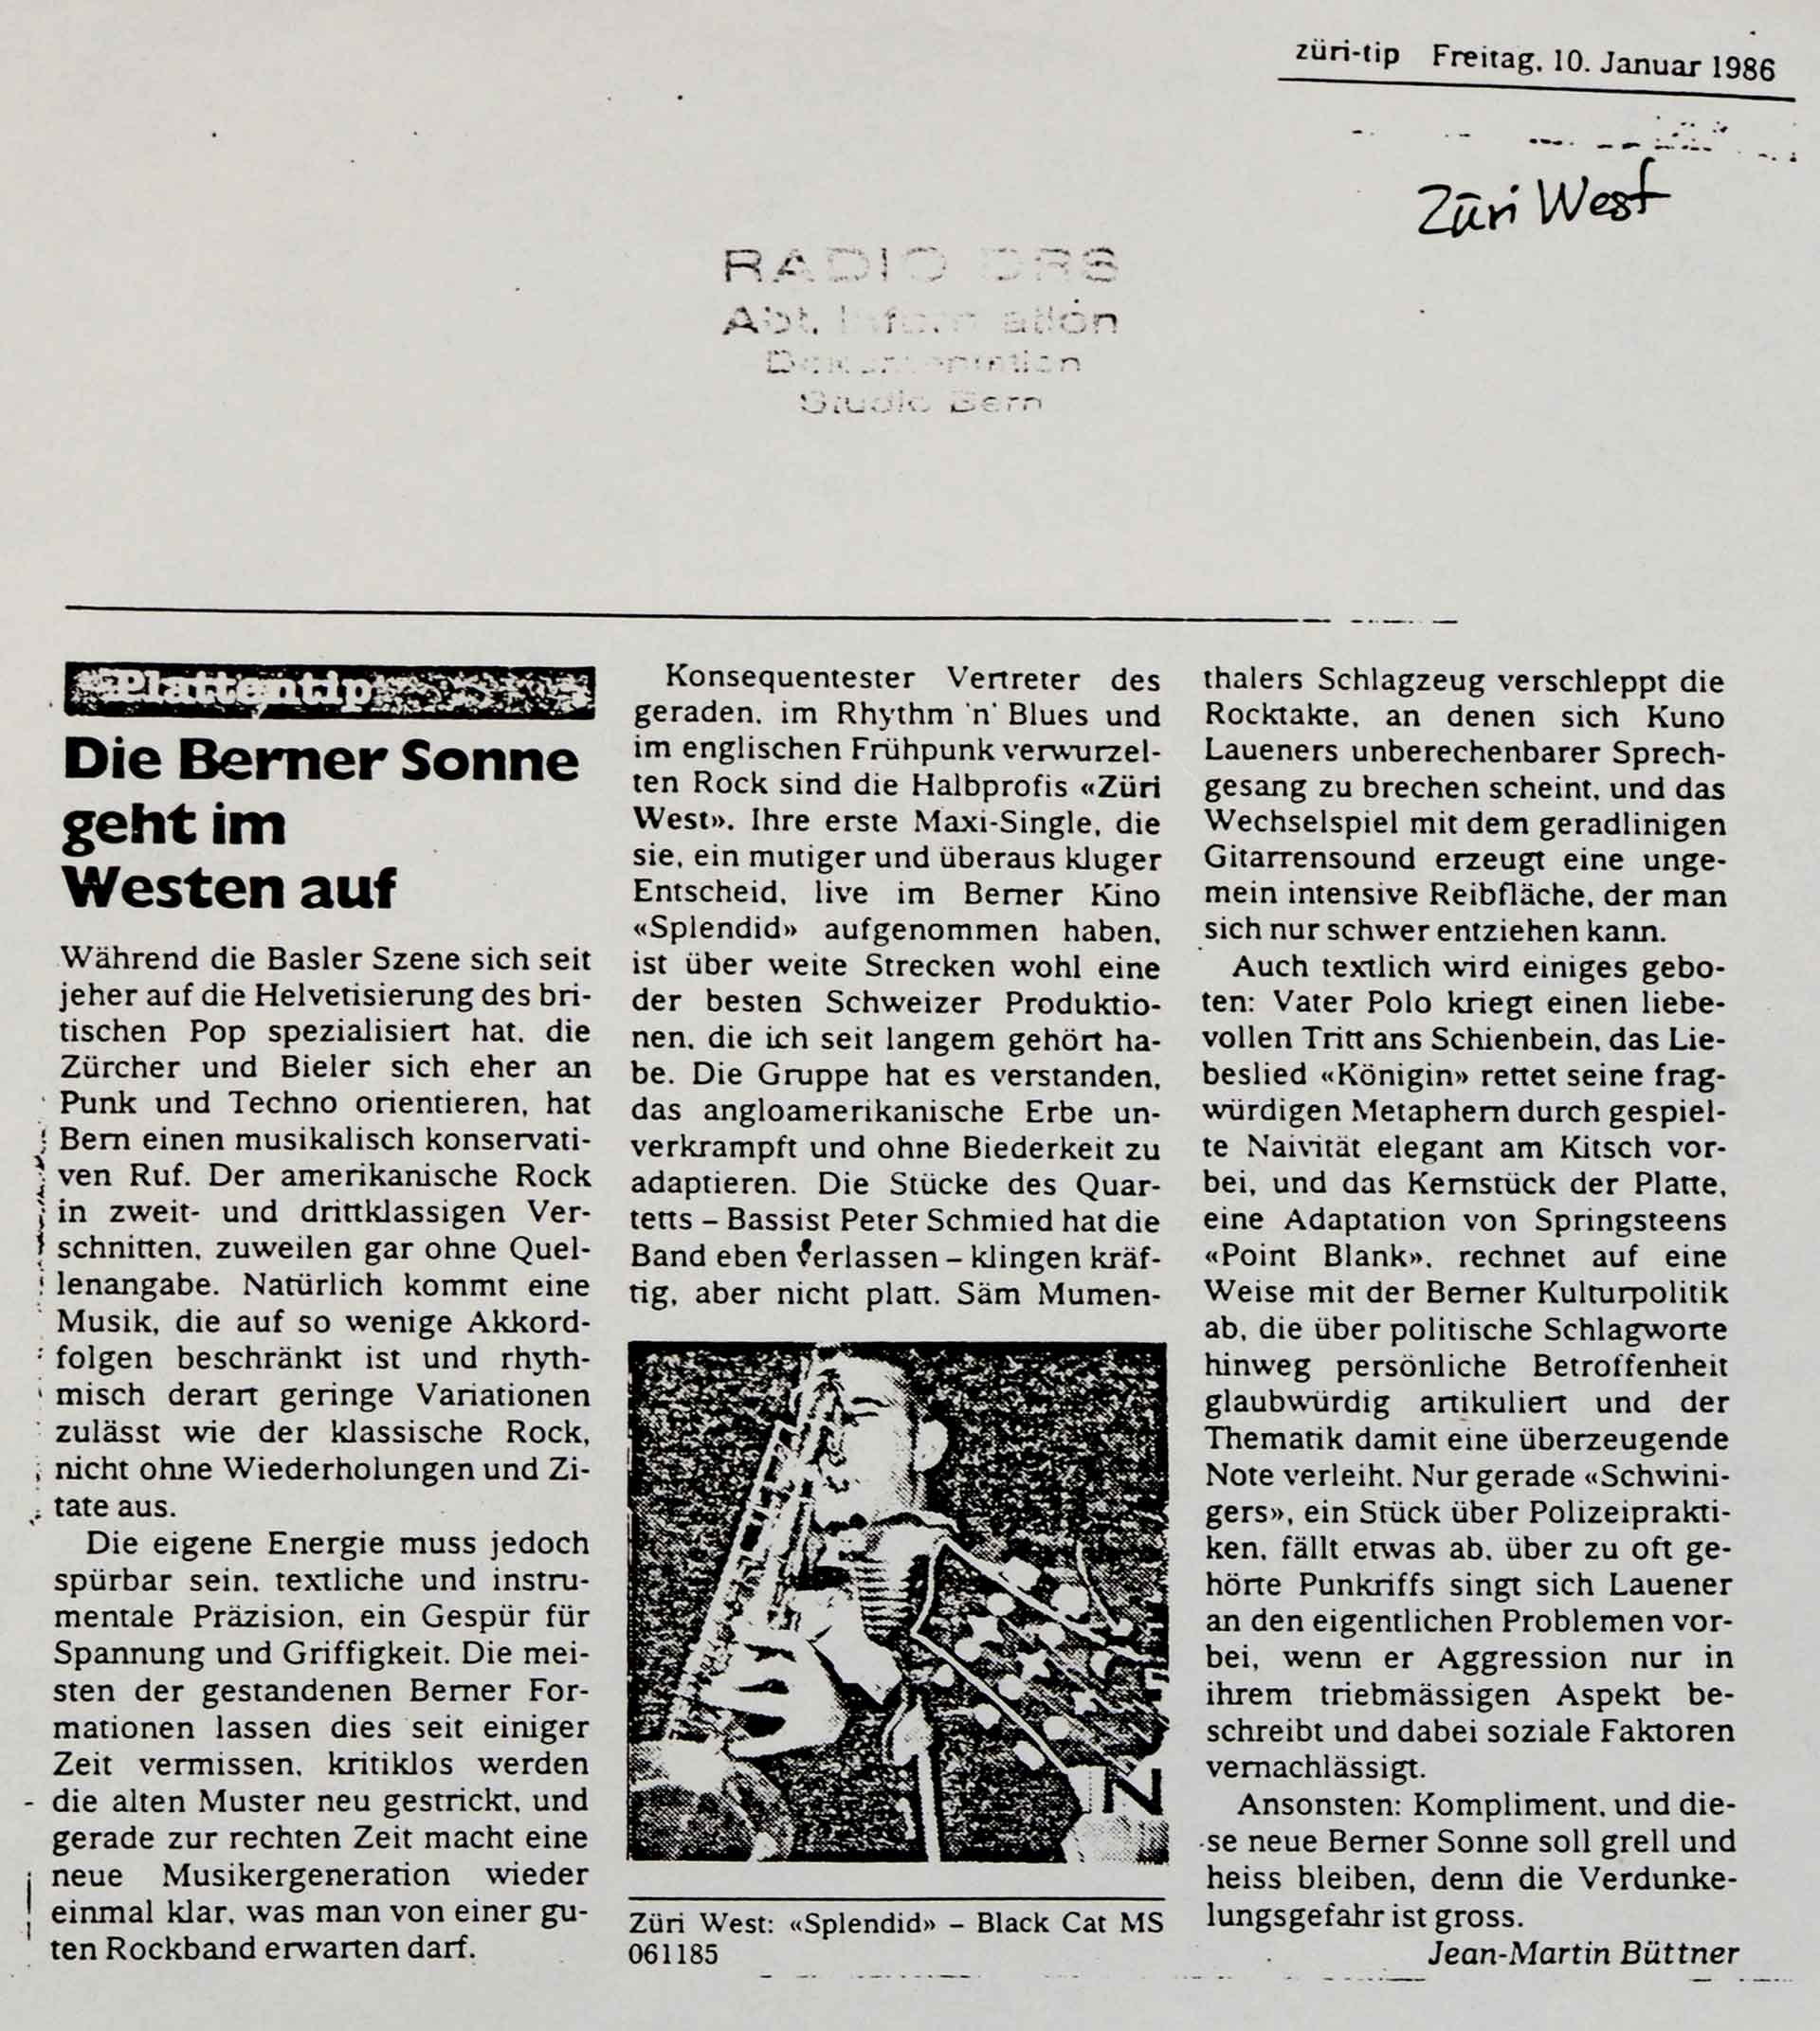 züri-tip Freitag, 10. Januar 1986
Züri West
RADIO DRS
Abt. Information
Dokumentation
Studio Bern
Plattentip
Die Berner Sonne
geht im
Westen auf
Während die Basler Szene sich seit
jeher auf die Helvetisierung des bri-
tischen Pop spezialisiert hat, die
Zürcher und Bieler sich eher an
Punk und Techno orientieren, hat
Bern einen musikalisch konservati-
ven Ruf. Der amerikanische Rock
in zweit- und drittklassigen Ver-
schnitten, zuweilen gar ohne Quel-
lenangabe. Natürlich kommt eine
Musik, die auf so wenige Akkord-
folgen beschränkt ist und rhyth-
misch derart geringe Variationen
zulässt wie der klassische Rock,
nicht ohne Wiederholungen und Zi-
tate aus.
Die eigene Energie muss jedoch
spürbar sein, textliche und instru-
mentale Präzision, ein Gespür für
Spannung und Griffigkeit. Die mei-
sten der gestandenen Berner For-
mationen lassen dies seit einiger
Zeit vermissen, kritiklos werden
die alten Muster neu gestrickt, und
gerade zur rechten Zeit macht eine
neue Musikergeneration wieder
einmal klar, was man von einer gu-
ten Rockband erwarten darf.
Konsequentester Vertreter des
geraden, im Rhythm 'n' Blues und
im englischen Frühpunk verwurzel-
ten Rock sind die Halbprofis «Züri
West». Ihre erste Maxi-Single, die
sie, ein mutiger und überaus kluger
Entscheid, live im Berner Kino
«Splendid» aufgenommen haben,
ist über weite Strecken wohl eine
der besten Schweizer Produktio-
nen, die ich seit langem gehört ha-
be. Die Gruppe hat es verstanden,
das angloamerikanische Erbe un-
verkrampft und ohne Biederkeit zu
adaptieren. Die Stücke des Quar-
tetts – Bassist Peter Schmied hat die
Band eben verlassen – klingen kräf-
tig, aber nicht platt. Säm Mumen-
Züri West: «Splendid» – Black Cat MS
061185
thalers Schlagzeug verschleppt die
Rocktakte, an denen sich Kuno
Laueners unberechenbarer Sprech-
gesang zu brechen scheint, und das
Wechselspiel mit dem geradlinigen
Gitarrensound erzeugt eine unge-
mein intensive Reibfläche, der man
sich nur schwer entziehen kann.
Auch textlich wird einiges gebo-
ten: Vater Polo kriegt einen liebe-
vollen Tritt ans Schienbein, das Lie-
beslied «Königin» rettet seine frag-
würdigen Metaphern durch gespiel-
te Naivität elegant am Kitsch vor-
bei, und das Kernstück der Platte,
eine Adaptation von Springsteens
«Point Blank», rechnet auf eine
Weise mit der Berner Kulturpolitik
ab, die über politische Schlagworte
hinweg persönliche Betroffenheit
glaubwürdig artikuliert und der
Thematik damit eine überzeugende
Note verleiht. Nur gerade «Schwini-
gers», ein Stück über Polizeiprakti-
ken, fällt etwas ab, über zu oft ge-
hörte Punkriffs singt sich Lauener
an den eigentlichen Problemen vor-
bei, wenn er Aggression nur in
ihrem triebmässigen Aspekt be-
schreibt und dabei soziale Faktoren
vernachlässigt.
Ansonsten: Kompliment, und die-
se neue Berner Sonne soll grell und
heiss bleiben, denn die Verdunke-
lungsgefahr ist gross.
Jean-Martin Büttner